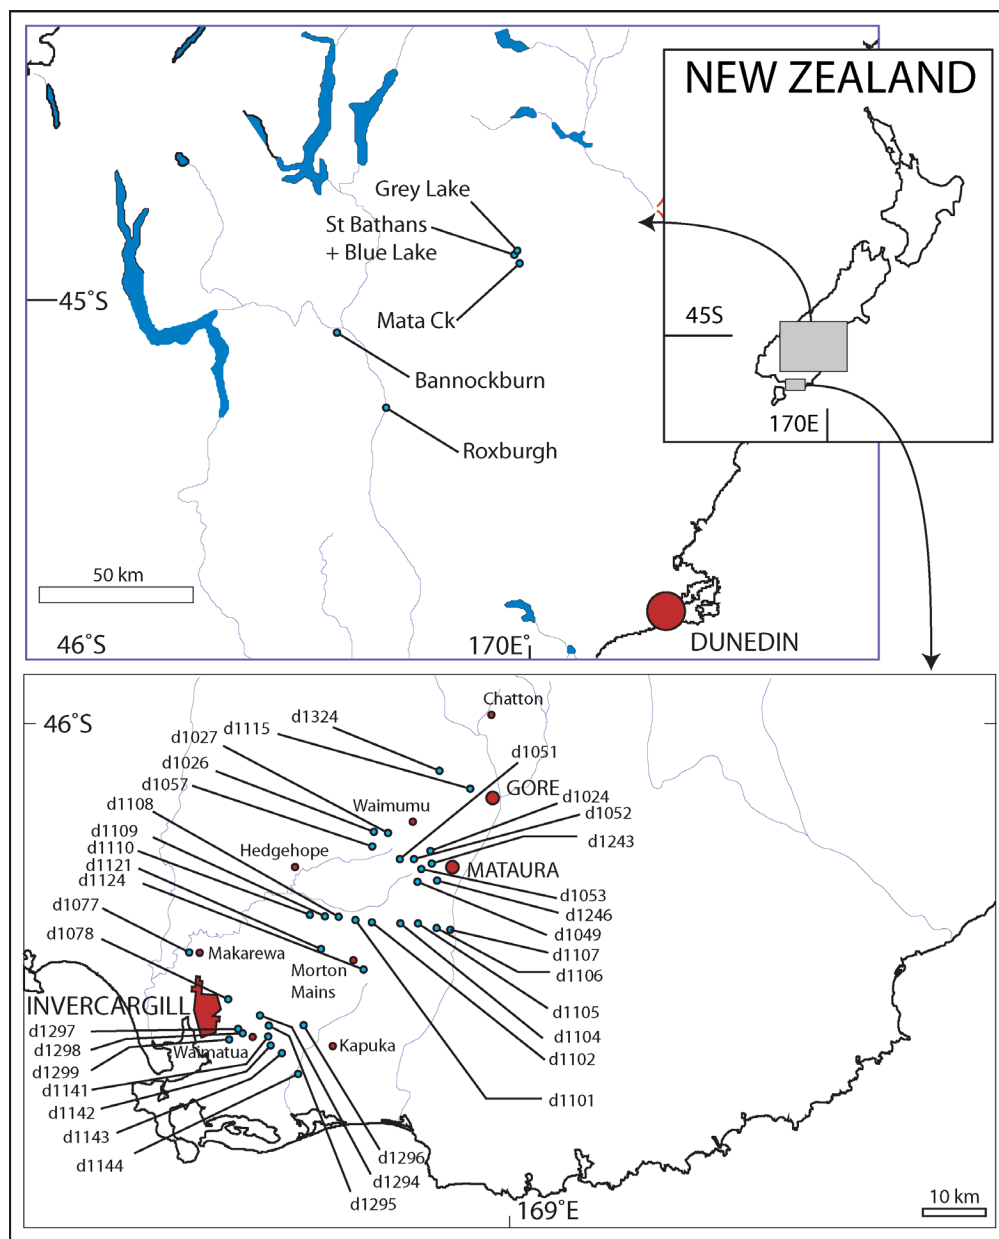 NEW ZEALAND
Grey Lake
St Bathans
+ Blue Lake
45˚S
45S
Mata Ck
Bannockburn
170E
Roxburgh
50 km
46˚S
170E˚
DUNEDIN
Chatton
46˚S
d1324
d1115
d1027
d1051
d1026
d1057
GORE
d1024
Waimumu
d1108
d1052
d1109
d1243
d1110
Hedgehope
d1121
MATAURA
d1124
d1053
d1077
d1246
d1078
d1049
Makarewa
d1107
Morton
Mains
d1106
INVERCARGILL
d1105
d1297
d1104
d1298
Waimatua
Kapuka
d1102
d1299
d1141
d1101
d1142
d1143
d1144
d1296
d1294
d1295
169°E
10 km